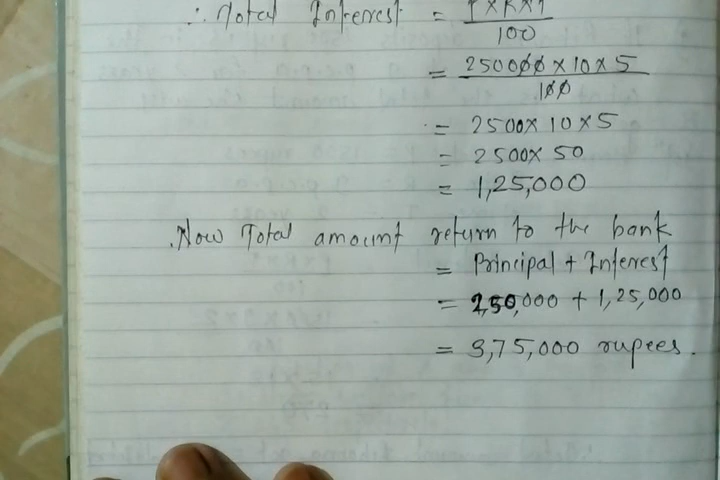 ∴ Total Interest = P x R x T / 100
= 250000 x 10 x 5 / 100
= 2500 x 10 x 5
= 2500 x 50
= 1,25,000
.Now Total amount return to the bank
= Principal + Interest
= 2,50,000 + 1,25,000
= 3,75,000 rupees.